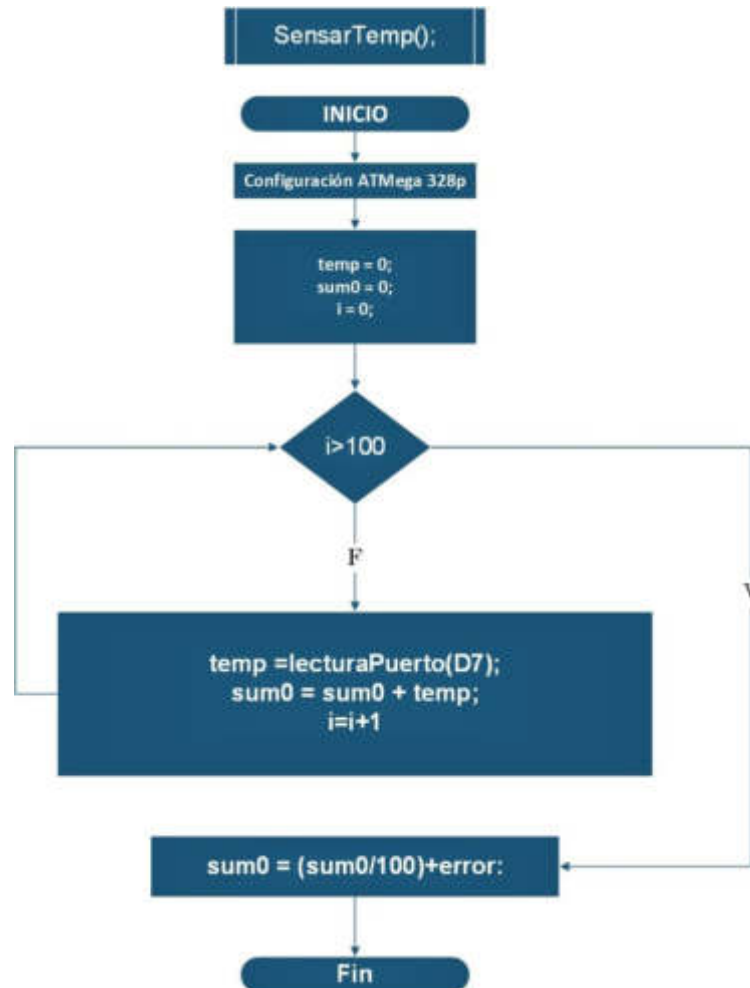 SensarTemp();
INICIO
Configuración ATMega 328p
temp = 0;
sum0 = 0;
i = 0;
i>100
F
V
temp =lecturaPuerto(D7);
sum0 = sum0 + temp;
i=i+1
sum0 = (sum0/100)+error:
Fin